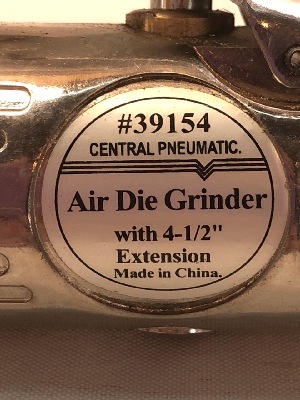 #39154
CENTRAL PNEUMATIC.
Air Die Grinder
with 4-1/2"
Extension
Made in China.